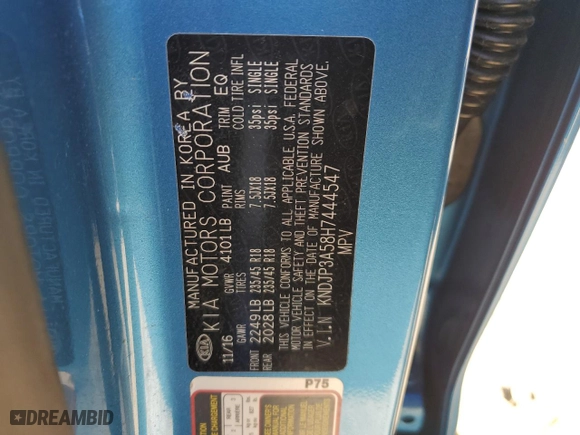 MANUFACTURED IN KOREA BY
KIA MOTORS CORPORATION
KIA
11/16 GVWR 4101LB PAINT AUB TRIM EQ
GAWR RIMS COLD TIRE INFL
FRONT 2249LB 235/45 R18 7.5JX18 35psi SINGLE
REAR 2028LB 235/45 R18 7.5JX18 35psi SINGLE
THIS VEHICLE CONFORMS TO ALL APPLICABLE U.S.A. FEDERAL
MOTOR VEHICLE SAFETY AND THEFT PREVENTION STANDARDS
IN EFFECT ON THE DATE OF MANUFACTURE SHOWN ABOVE.
V.I.N KNDJP3A58H7444547
MPV
P75
DREAMBID